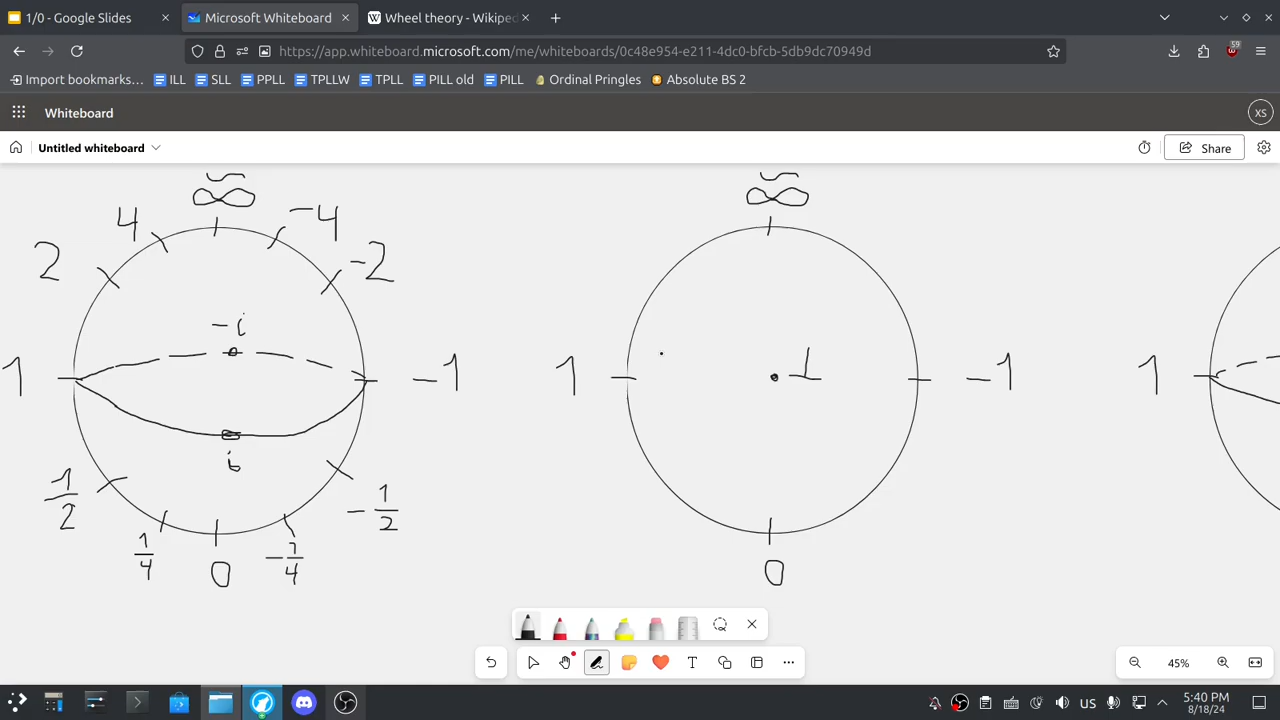 1/0 - Google Slides
Microsoft Whiteboard
Wheel theory - Wikiped
https://app.whiteboard.microsoft.com/me/whiteboards/0c48e954-e211-4dc0-bfcb-5db9dc70949d
59
Import bookmarks…
ILL
SLL
PPLL
TPLLW
TPLL
PILL old
PILL
Ordinal Pringles
Absolute BS 2
Whiteboard
XS
Untitled whiteboard
Share
∞̃
∞̃
4
-4
2
-2
-i
1
-1
1
⊥
-1
1
i
1/2
-1/2
1/4
-1/4
0
0
45%
US
5:40 PM
8/18/24